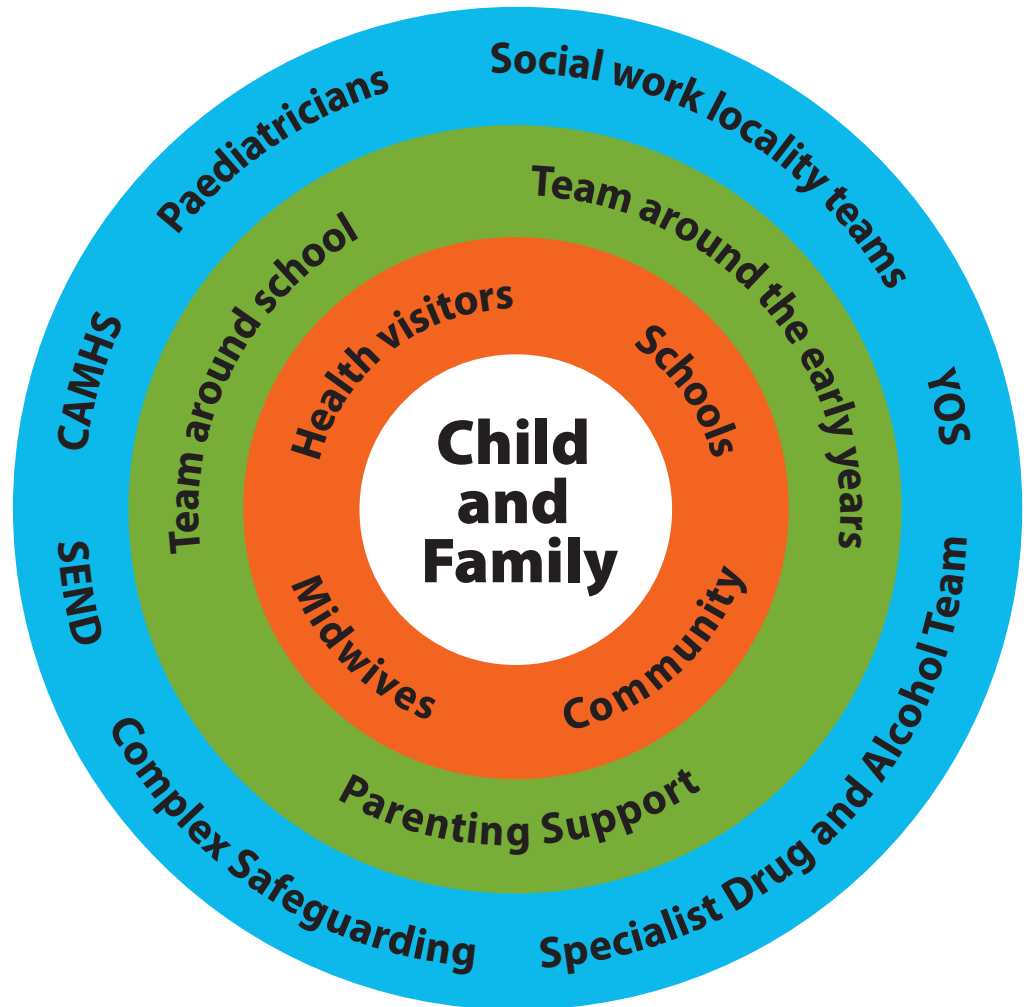 Social work locality teams
Paediatricians
Team around the early years
Team around school
Health visitors
Schools
YOS
CAMHS
Child
and
Family
SEND
Midwives
Community
Specialist Drug and Alcohol Team
Parenting Support
Complex Safeguarding